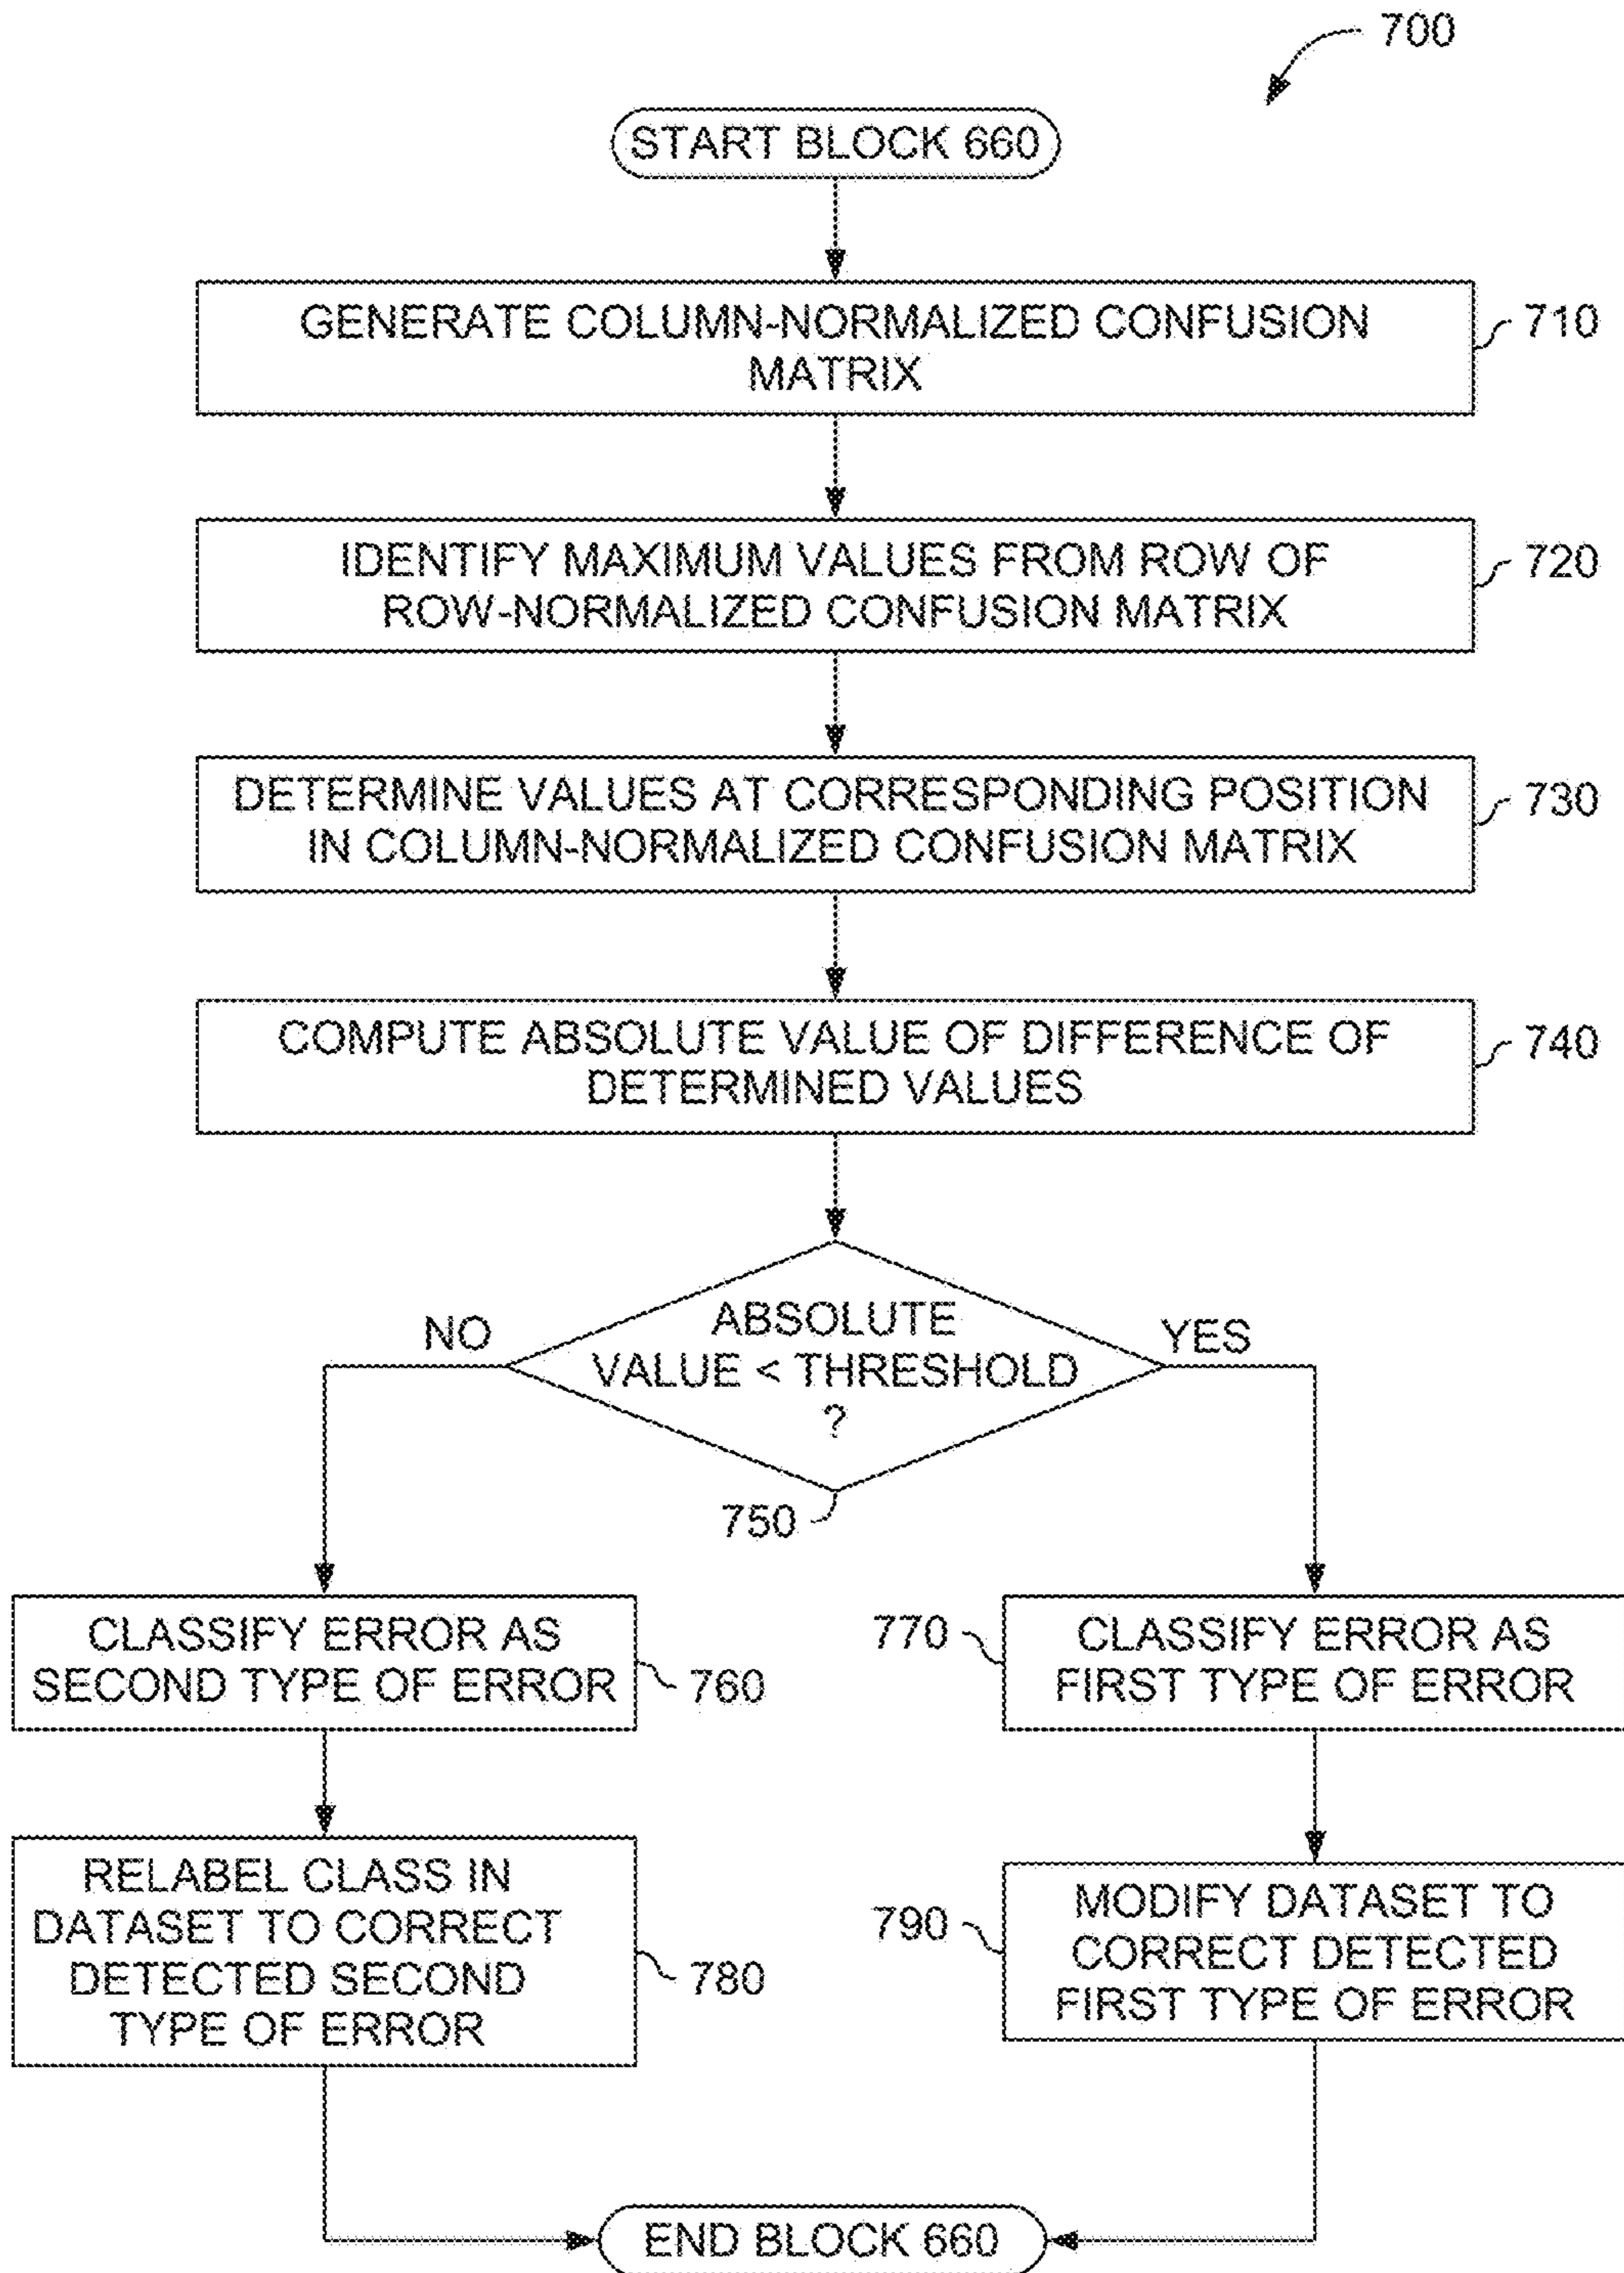 700
START BLOCK 660
GENERATE COLUMN-NORMALIZED CONFUSION
MATRIX
710
IDENTIFY MAXIMUM VALUES FROM ROW OF
ROW-NORMALIZED CONFUSION MATRIX
720
DETERMINE VALUES AT CORRESPONDING POSITION
IN COLUMN-NORMALIZED CONFUSION MATRIX
730
COMPUTE ABSOLUTE VALUE OF DIFFERENCE OF
DETERMINED VALUES
740
NO
ABSOLUTE
VALUE < THRESHOLD
?
YES
750
CLASSIFY ERROR AS
SECOND TYPE OF ERROR
760
770
CLASSIFY ERROR AS
FIRST TYPE OF ERROR
RELABEL CLASS IN
DATASET TO CORRECT
DETECTED SECOND
TYPE OF ERROR
780
790
MODIFY DATASET TO
CORRECT DETECTED
FIRST TYPE OF ERROR
END BLOCK 660